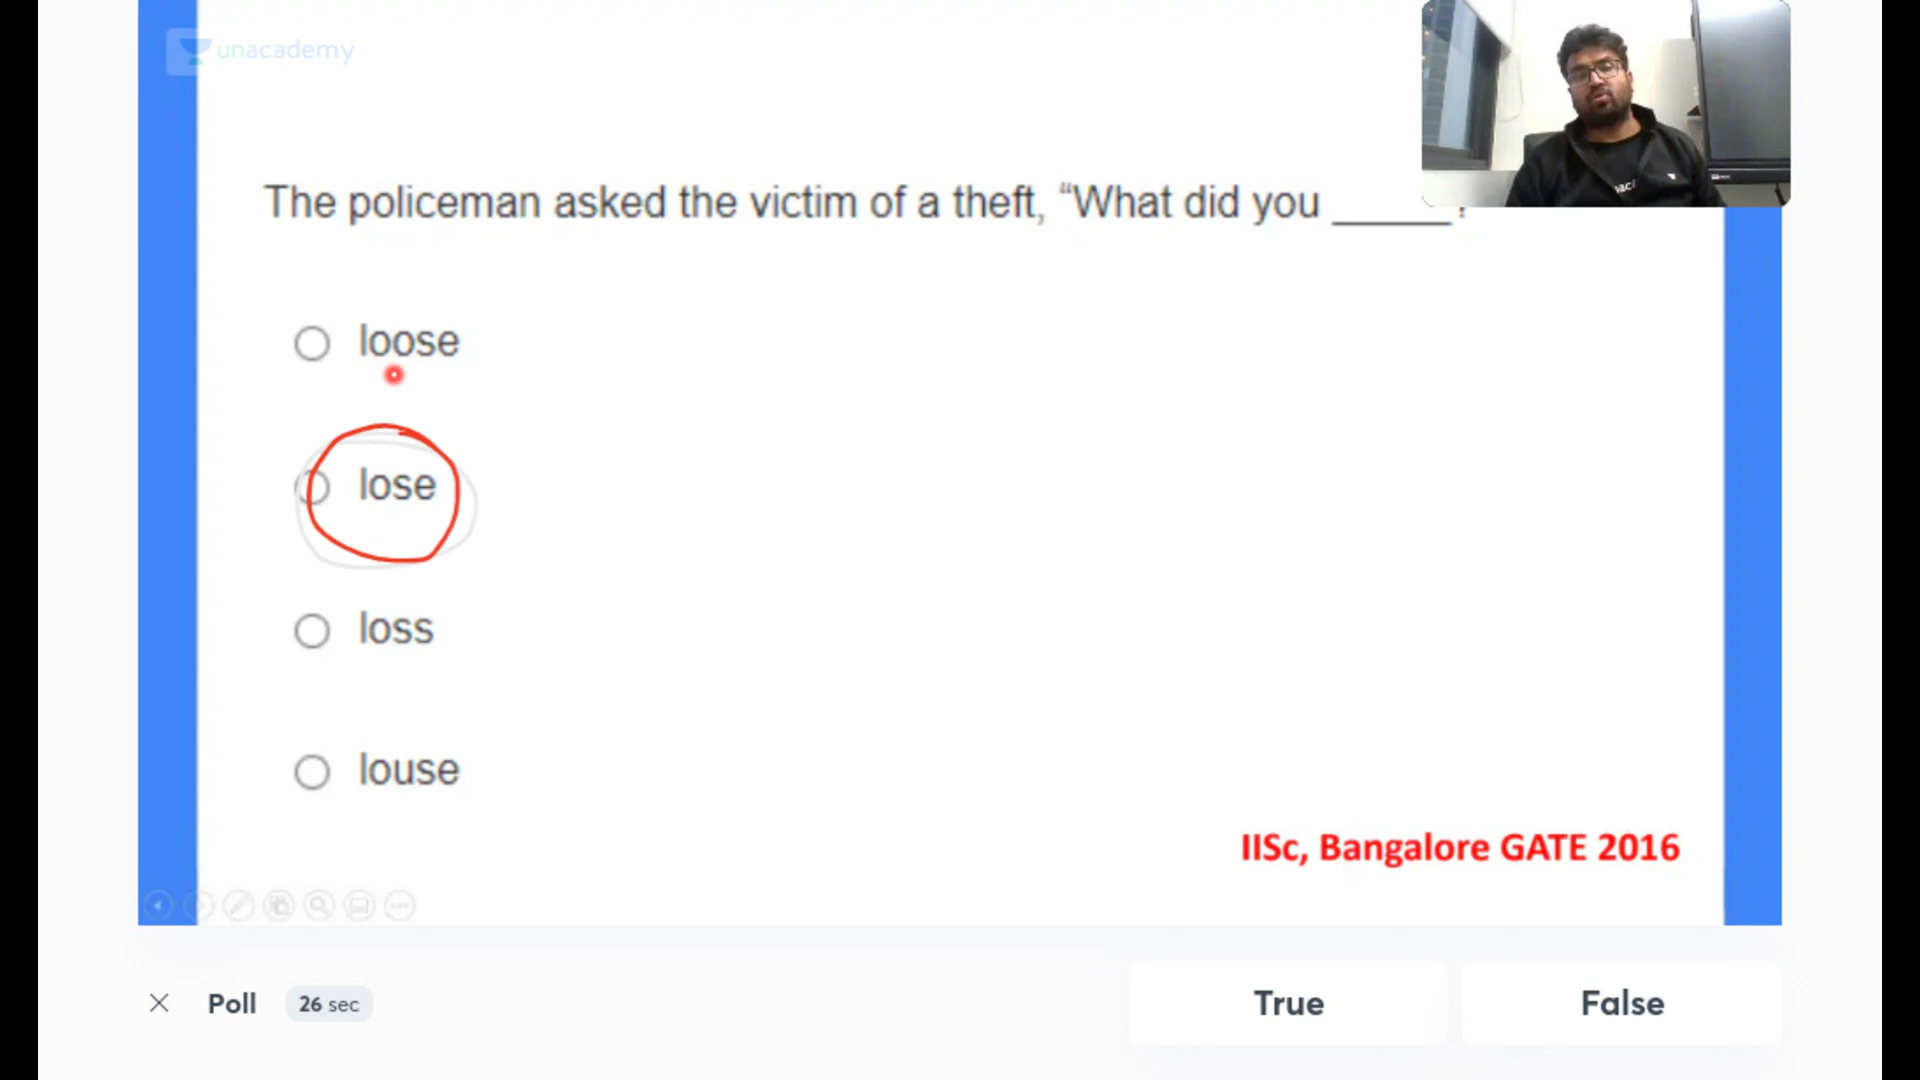 unacademy
The policeman asked the victim of a theft, “What did you ______?
loose
lose
loss
louse
IISc, Bangalore GATE 2016
Poll 26 sec True False